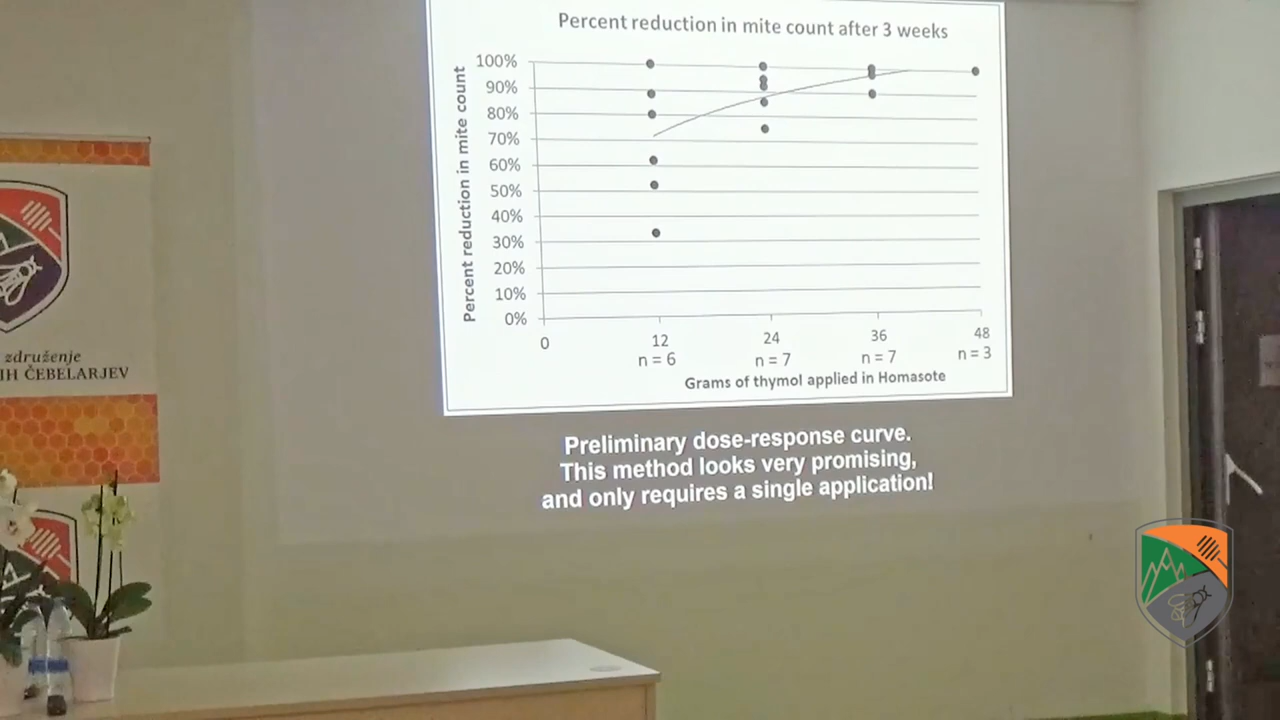 Percent reduction in mite count after 3 weeks
Percent reduction in mite count
100%
90%
80%
70%
60%
50%
40%
30%
20%
10%
0%
0
12
24
36
48
n = 6
n = 7
n = 7
n = 3
Grams of thymol applied in Homasote
Preliminary dose-response curve.
This method looks very promising,
and only requires a single application!
združenje
IH ČEBELARJEV